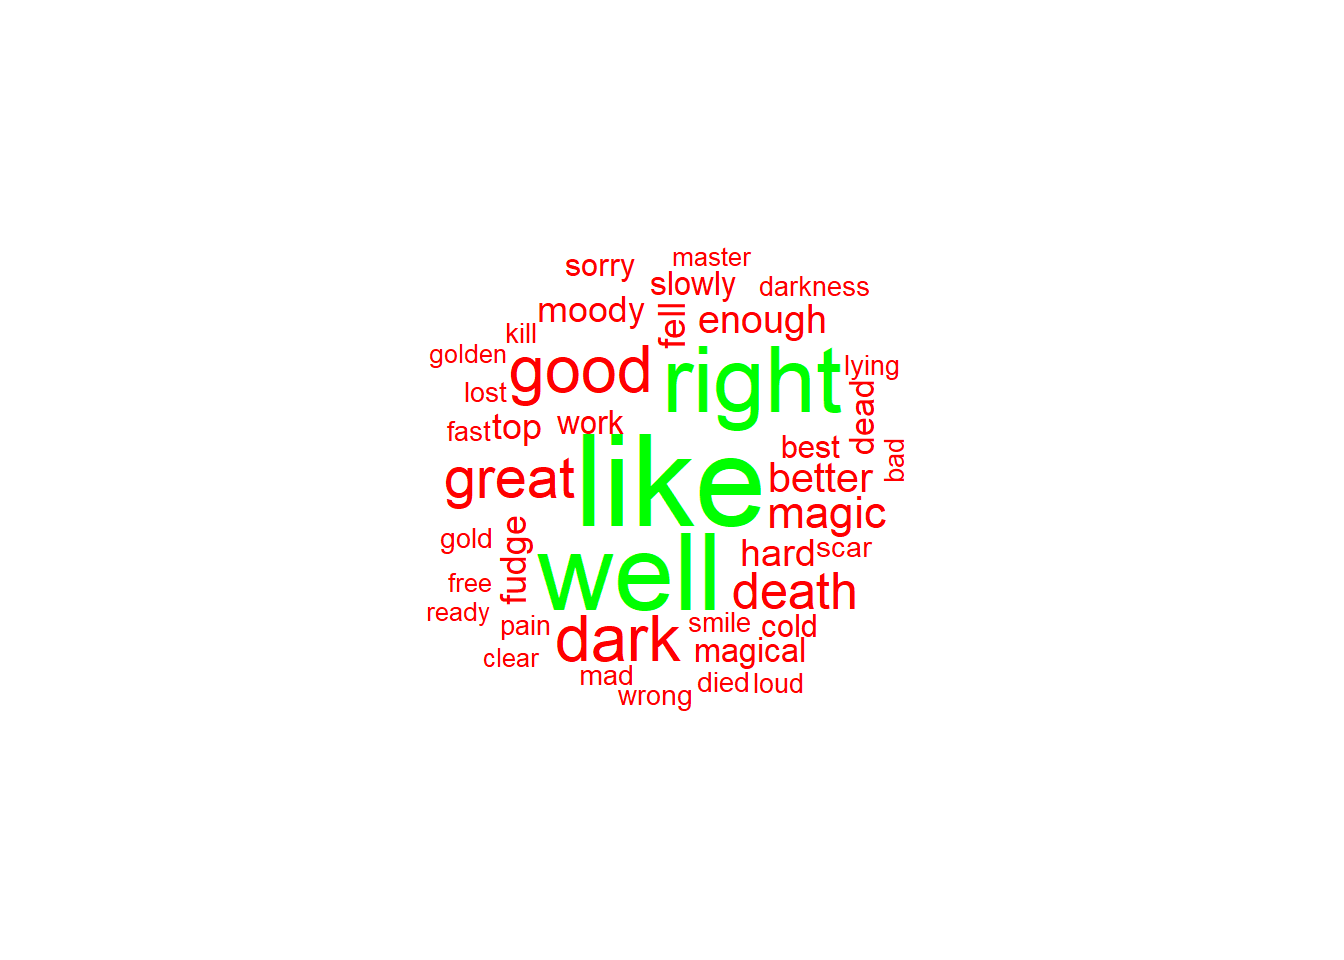 master
sorry
slowly
darkness
moody
fell
enough
kill
golden
good
right
lying
lost
dead
fast
top
work
best
bad
great
like
better
magic
gold
fudge
hard
scar
well
free
death
ready
pain
dark
smile
cold
clear
magical
mad
died
loud
wrong